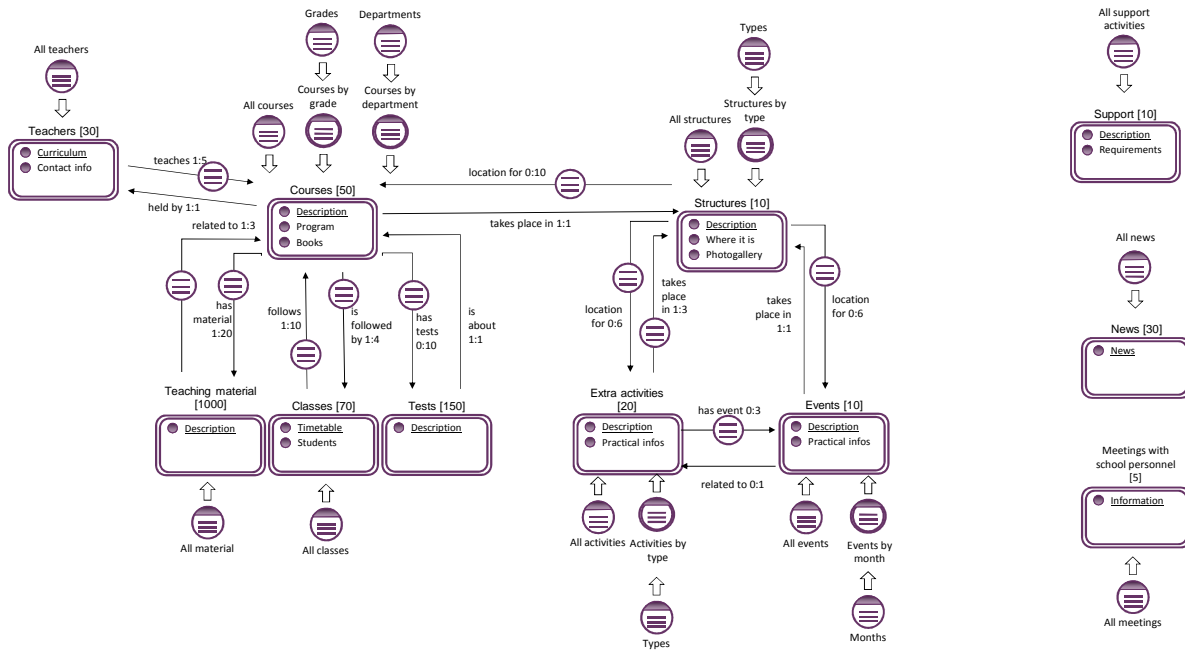 Grades
Departments
Types
All support
activities
All teachers
Courses by
grade
Courses by
department
All courses
Structures by
type
All structures
Teachers [30]
Curriculum
Contact info
teaches 1:5
held by 1:1
related to 1:3
location for 0:10
Support [10]
Description
Requirements
Courses [50]
Description
Program
Books
takes place in 1:1
Structures [10]
Description
Where it is
Photogallery
All news
has
material
1:20
follows
1:10
is
followed
by 1:4
has
tests
0:10
is
about
1:1
location
for 0:6
takes
place
in 1:3
takes
place in
1:1
location
for 0:6
News [30]
News
Teaching material
[1000]
Description
Classes [70]
Timetable
Students
Tests [150]
Description
Extra activities
[20]
Description
Practical infos
has event 0:3
related to 0:1
Events [10]
Description
Practical infos
Meetings with
school personnel
[5]
Information
All material
All classes
All activities
Activities by
type
All events
Events by
month
Types
Months
All meetings